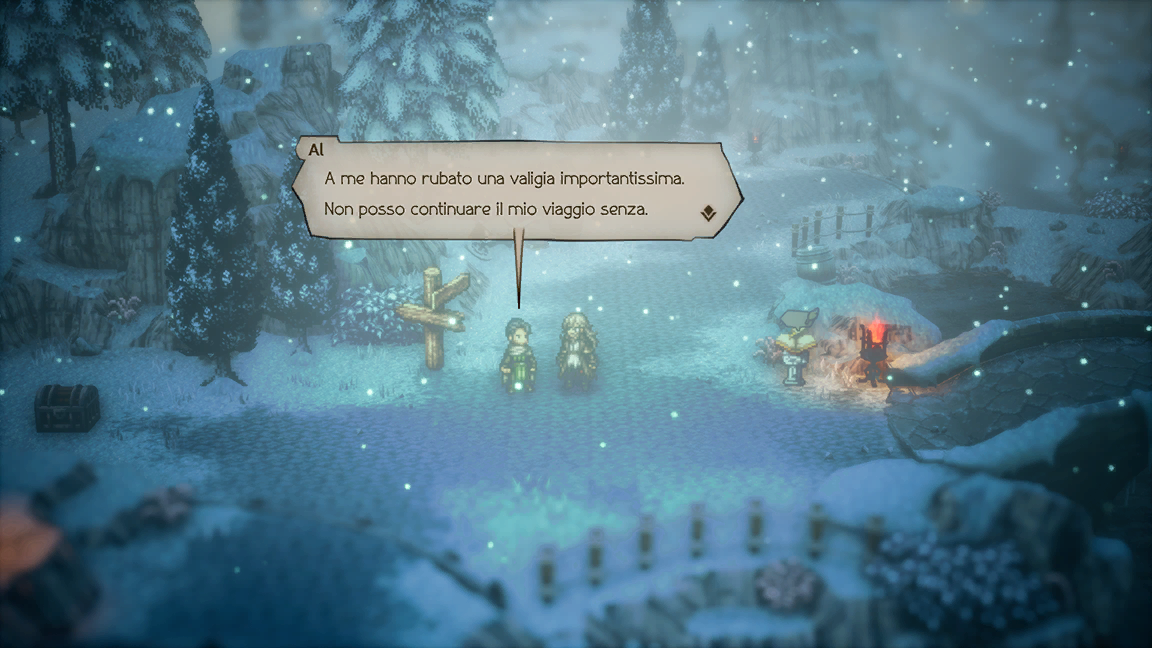 Al
A me hanno rubato una valigia importantissima.
Non posso continuare il mio viaggio senza.